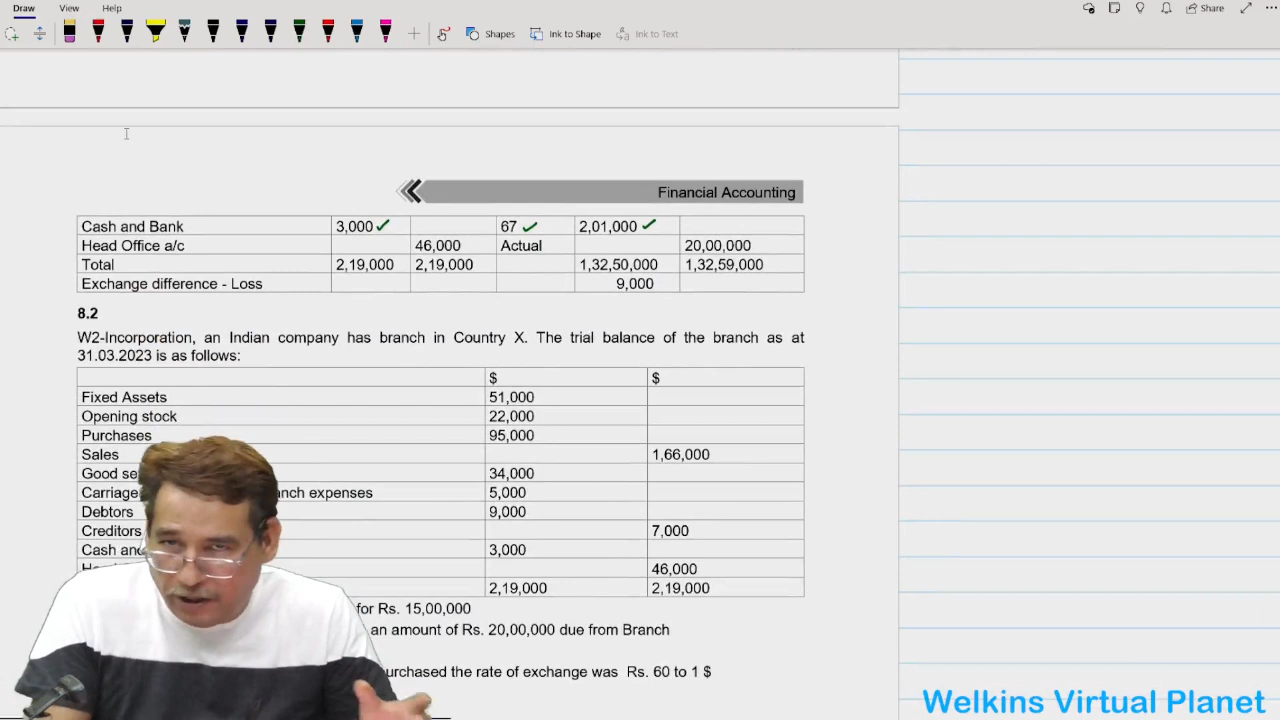 Draw View Help
Share
Shapes Ink to Shape Ink to Text
Financial Accounting
Cash and Bank 3,000 67 2,01,000
Head Office a/c 46,000 Actual 20,00,000
Total 2,19,000 2,19,000 1,32,50,000 1,32,59,000
Exchange difference - Loss 9,000
8.2
W2-Incorporation, an Indian company has branch in Country X. The trial balance of the branch as at
31.03.2023 is as follows:
$ $
Fixed Assets 51,000
Opening stock 22,000
Purchases 95,000
Sales 1,66,000
Good 34,000
Carriage expenses 5,000
Debtors 9,000
Creditors 7,000
Cash 3,000
46,000
2,19,000 2,19,000
for Rs. 15,00,000
an amount of Rs. 20,00,000 due from Branch
the rate of exchange was Rs. 60 to 1 $
Welkins Virtual Planet